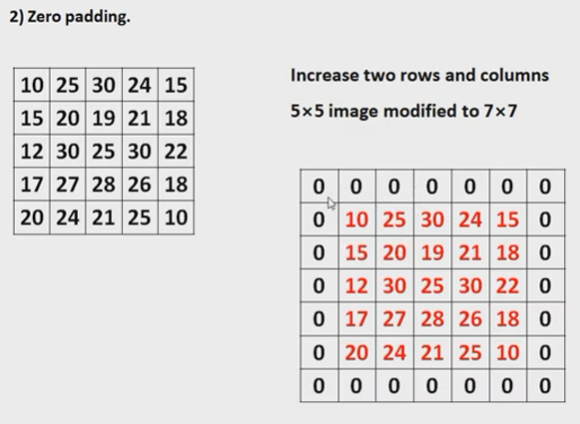 2) Zero padding.
10 25 30 24 15
15 20 19 21 18
12 30 25 30 22
17 27 28 26 18
20 24 21 25 10
Increase two rows and columns
5×5 image modified to 7×7
0 0 0 0 0 0 0
0 10 25 30 24 15 0
0 15 20 19 21 18 0
0 12 30 25 30 22 0
0 17 27 28 26 18 0
0 20 24 21 25 10 0
0 0 0 0 0 0 0